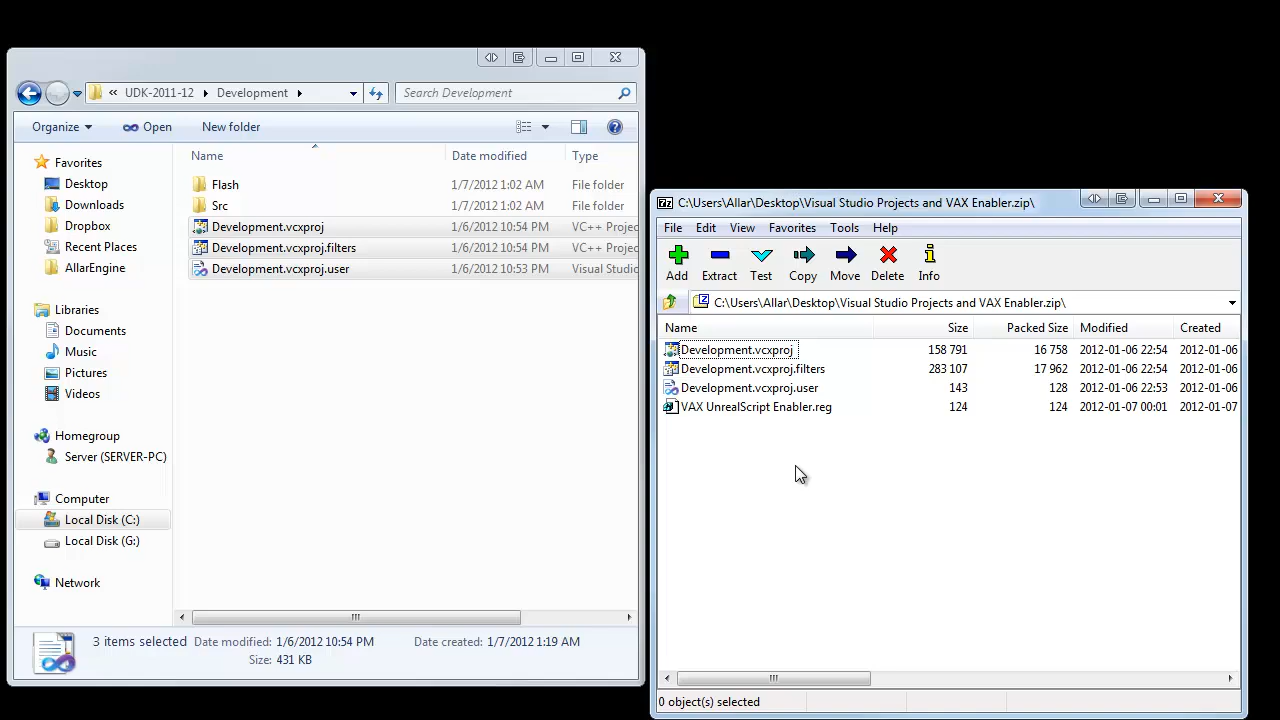 « UDK-2011-12 Development
Search Development
Organize Open New folder
Favorites
Desktop
Downloads
Dropbox
Recent Places
AllarEngine
Libraries
Documents
Music
Pictures
Videos
Homegroup
Server (SERVER-PC)
Computer
Local Disk (C:)
Local Disk (G:)
Network
Name Date modified Type
Flash 1/7/2012 1:02 AM File folder
Src 1/7/2012 1:02 AM File folder
Development.vcxproj 1/6/2012 10:54 PM VC++ Projec
Development.vcxproj.filters 1/6/2012 10:54 PM VC++ Projec
Development.vcxproj.user 1/6/2012 10:53 PM Visual Studio
3 items selected Date modified: 1/6/2012 10:54 PM Date created: 1/7/2012 1:19 AM
Size: 431 KB
7z C:\Users\Allar\Desktop\Visual Studio Projects and VAX Enabler.zip\
File Edit View Favorites Tools Help
Add Extract Test Copy Move Delete Info
C:\Users\Allar\Desktop\Visual Studio Projects and VAX Enabler.zip\
Name Size Packed Size Modified Created
Development.vcxproj 158 791 16 758 2012-01-06 22:54 2012-01-06
Development.vcxproj.filters 283 107 17 962 2012-01-06 22:54 2012-01-06
Development.vcxproj.user 143 128 2012-01-06 22:53 2012-01-06
VAX UnrealScript Enabler.reg 124 124 2012-01-07 00:01 2012-01-07
0 object(s) selected